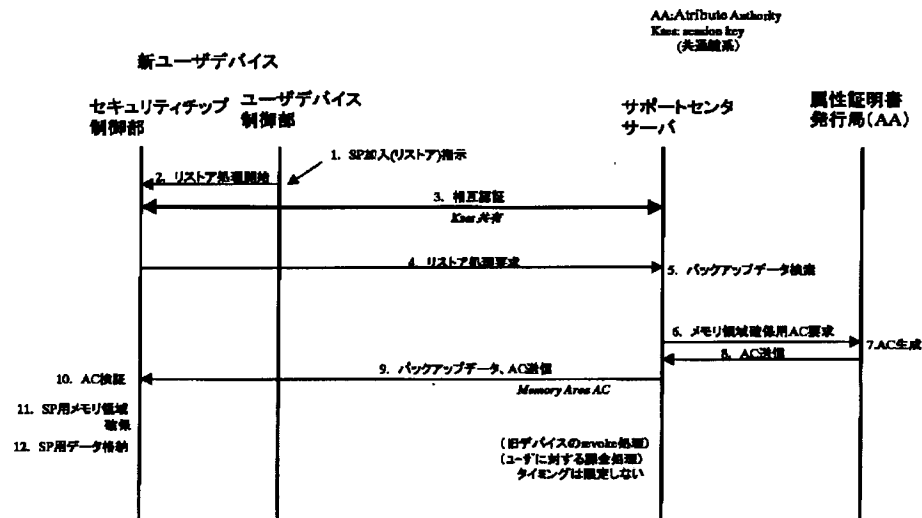 AA:Atribute Authority
Kses: session key
(共通鍵系)
新ユーザデバイス
セキュリティチップ
制御部
ユーザデバイス
制御部
サポートセンタ
サーバ
属性証明書
発行局(AA)
1. SP加入(リストア)指示
2. リストア処理開始
3. 相互認証
Kses 共有
4. リストア処理要求
5. バックアップデータ検索
6. メモリ領域確保用AC要求
7.AC生成
8. AC送信
9. バックアップデータ、AC送信
Memory Area AC
10. AC検証
11. SP用メモリ領域
確保
12. SP用データ格納
(旧デバイスのrevoke処理)
(ユーザに対する課金処理)
タイミングは限定しない